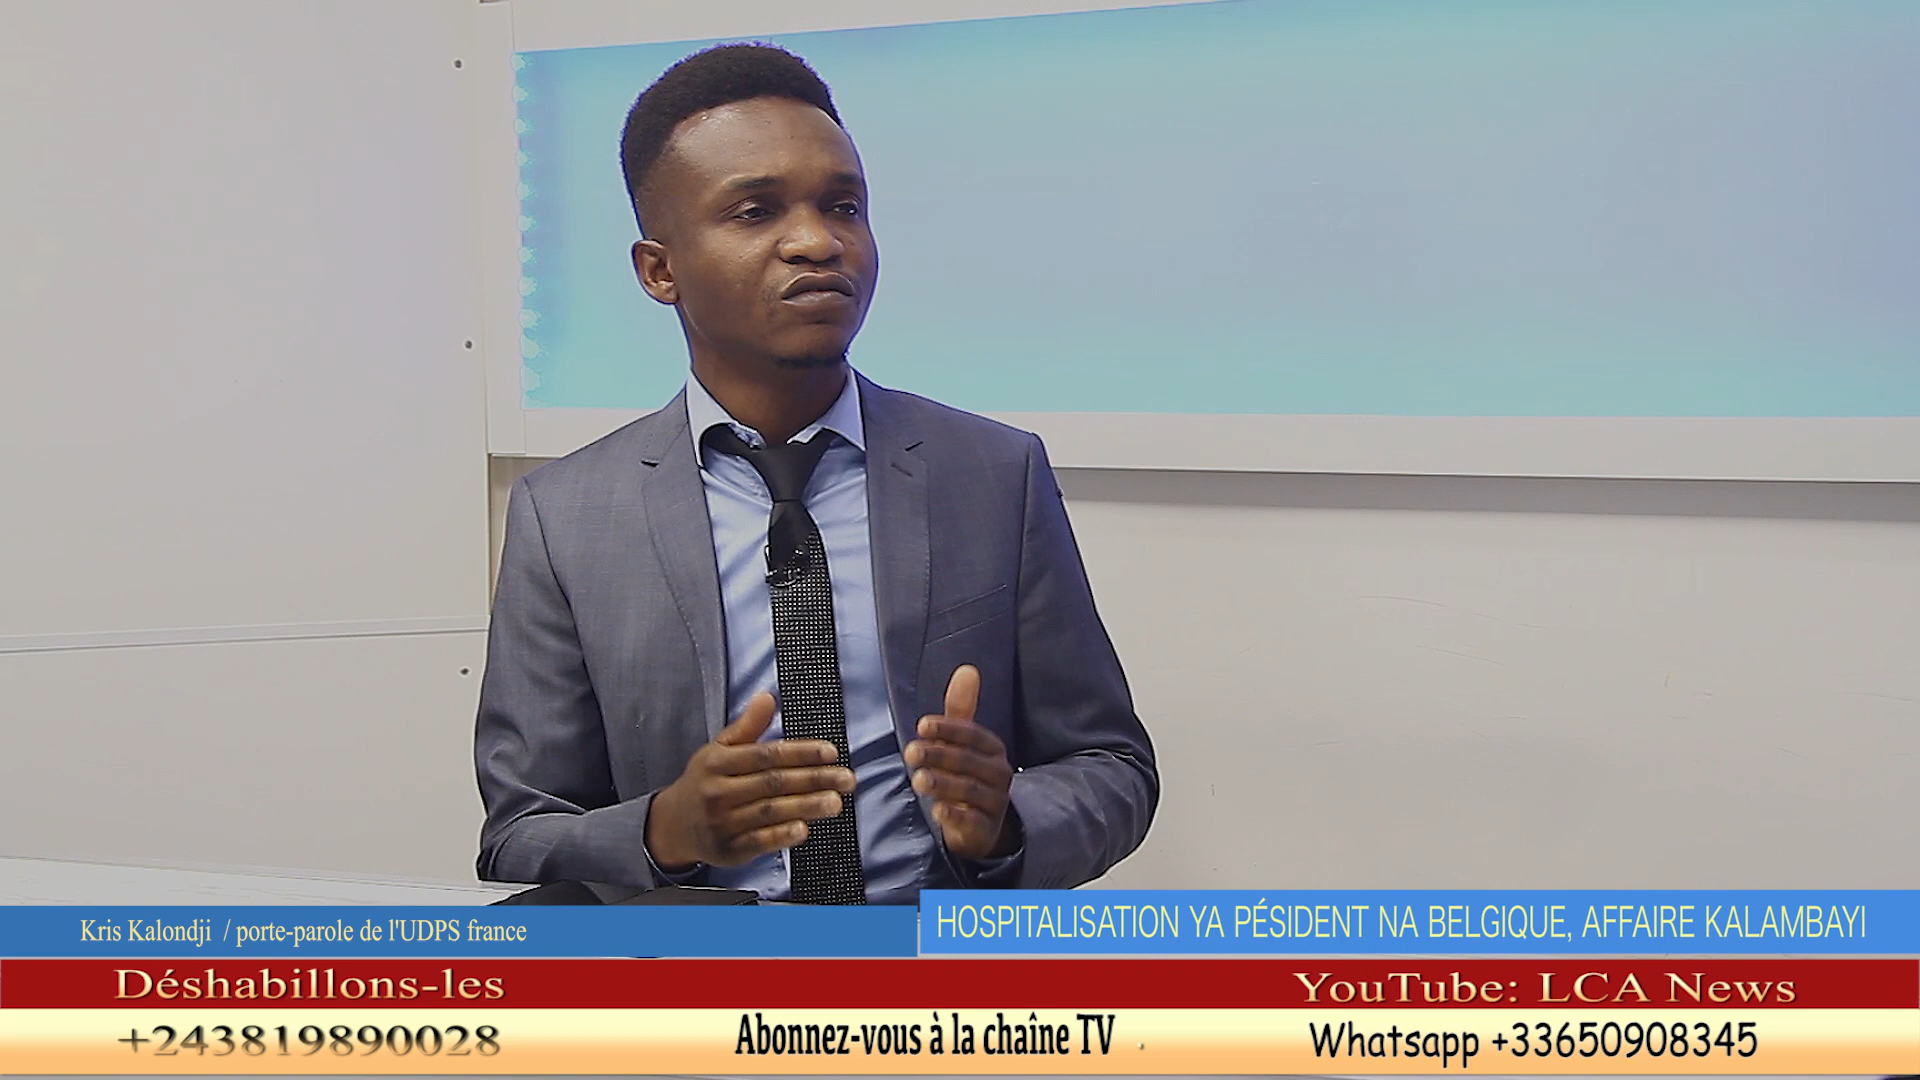 Kris Kalondji / porte-parole de l'UDPS france
HOSPITALISATION YA PÉSIDENT NA BELGIQUE, AFFAIRE KALAMBAYI
Déshabillons-les
YouTube: LCA News
+243819890028
Abonnez-vous à la chaîne TV .
Whatsapp +33650908345